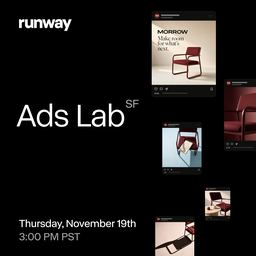 runway
MORROW
Make room
for what's
next.
Ads Lab SF
Thursday, November 19th
3:00 PM PST